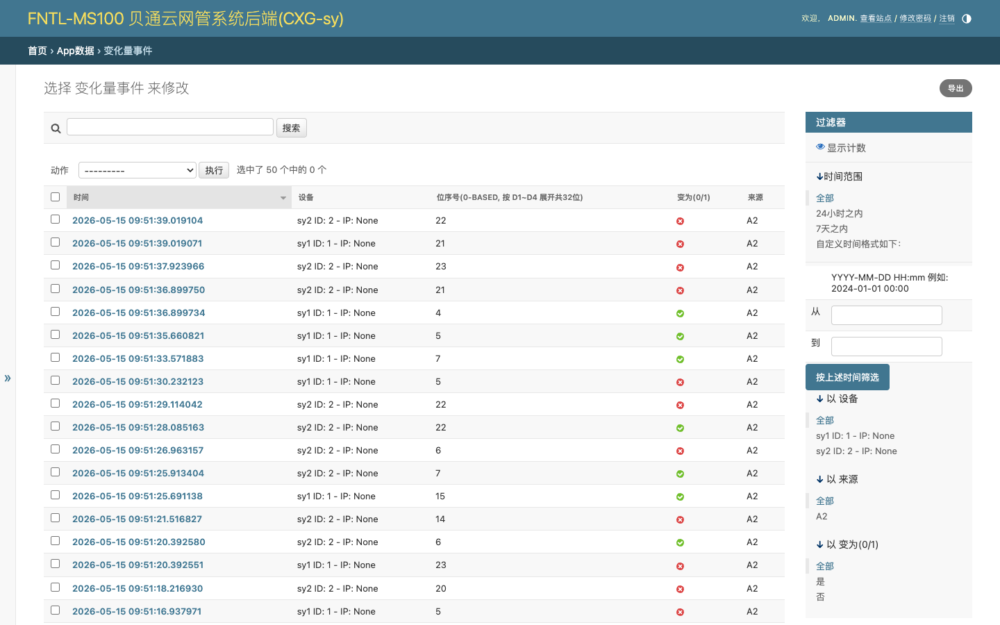 FNTL-MS100 贝通云网管系统后端(CXG-sy)
欢迎, ADMIN. 查看站点 / 修改密码 / 注销
首页 › App数据 › 变化量事件
选择 变化量事件 来修改
导出
搜索
动作 --------- 执行 选中了 50 个中的 0 个
时间 设备 位序号(0-BASED, 按 D1~D4 展开共32位) 变为(0/1) 来源
2026-05-15 09:51:39.019104 sy2 ID: 2 - IP: None 22 A2
2026-05-15 09:51:39.019071 sy1 ID: 1 - IP: None 21 A2
2026-05-15 09:51:37.923966 sy2 ID: 2 - IP: None 23 A2
2026-05-15 09:51:36.899750 sy2 ID: 2 - IP: None 21 A2
2026-05-15 09:51:36.899734 sy1 ID: 1 - IP: None 4 A2
2026-05-15 09:51:35.660821 sy1 ID: 1 - IP: None 5 A2
2026-05-15 09:51:33.571883 sy1 ID: 1 - IP: None 7 A2
2026-05-15 09:51:30.232123 sy1 ID: 1 - IP: None 5 A2
2026-05-15 09:51:29.114042 sy2 ID: 2 - IP: None 22 A2
2026-05-15 09:51:28.085163 sy2 ID: 2 - IP: None 22 A2
2026-05-15 09:51:26.963157 sy2 ID: 2 - IP: None 6 A2
2026-05-15 09:51:25.913404 sy2 ID: 2 - IP: None 7 A2
2026-05-15 09:51:25.691138 sy1 ID: 1 - IP: None 15 A2
2026-05-15 09:51:21.516827 sy2 ID: 2 - IP: None 14 A2
2026-05-15 09:51:20.392580 sy2 ID: 2 - IP: None 6 A2
2026-05-15 09:51:20.392551 sy1 ID: 1 - IP: None 23 A2
2026-05-15 09:51:18.216930 sy2 ID: 2 - IP: None 20 A2
2026-05-15 09:51:16.937971 sy1 ID: 1 - IP: None 5 A2
»
过滤器
显示计数
↓时间范围
全部
24小时之内
7天之内
自定义时间格式如下：
YYYY-MM-DD HH:mm 例如:
2024-01-01 00:00
从
到
按上述时间筛选
↓ 以 设备
全部
sy1 ID: 1 - IP: None
sy2 ID: 2 - IP: None
↓ 以 来源
全部
A2
↓ 以 变为(0/1)
全部
是
否